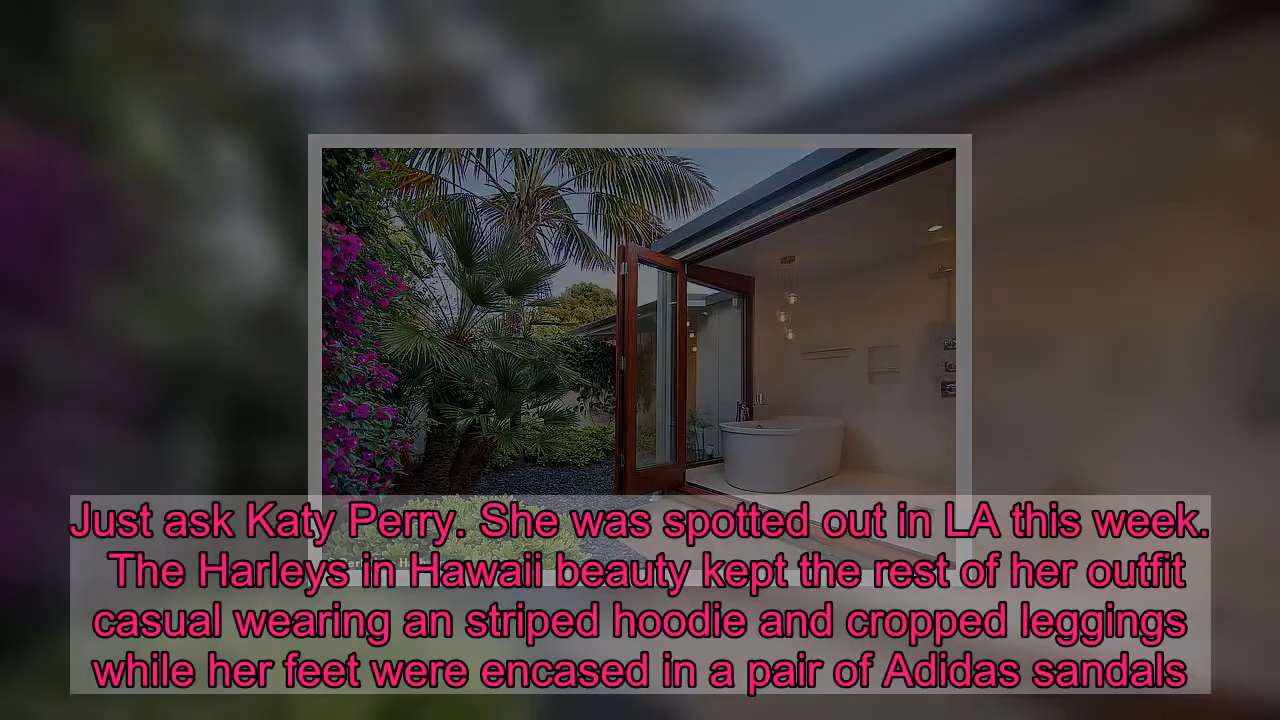 Just ask Katy Perry. She was spotted out in LA this week.
The Harleys in Hawaii beauty kept the rest of her outfit
casual wearing an striped hoodie and cropped leggings
while her feet were encased in a pair of Adidas sandals